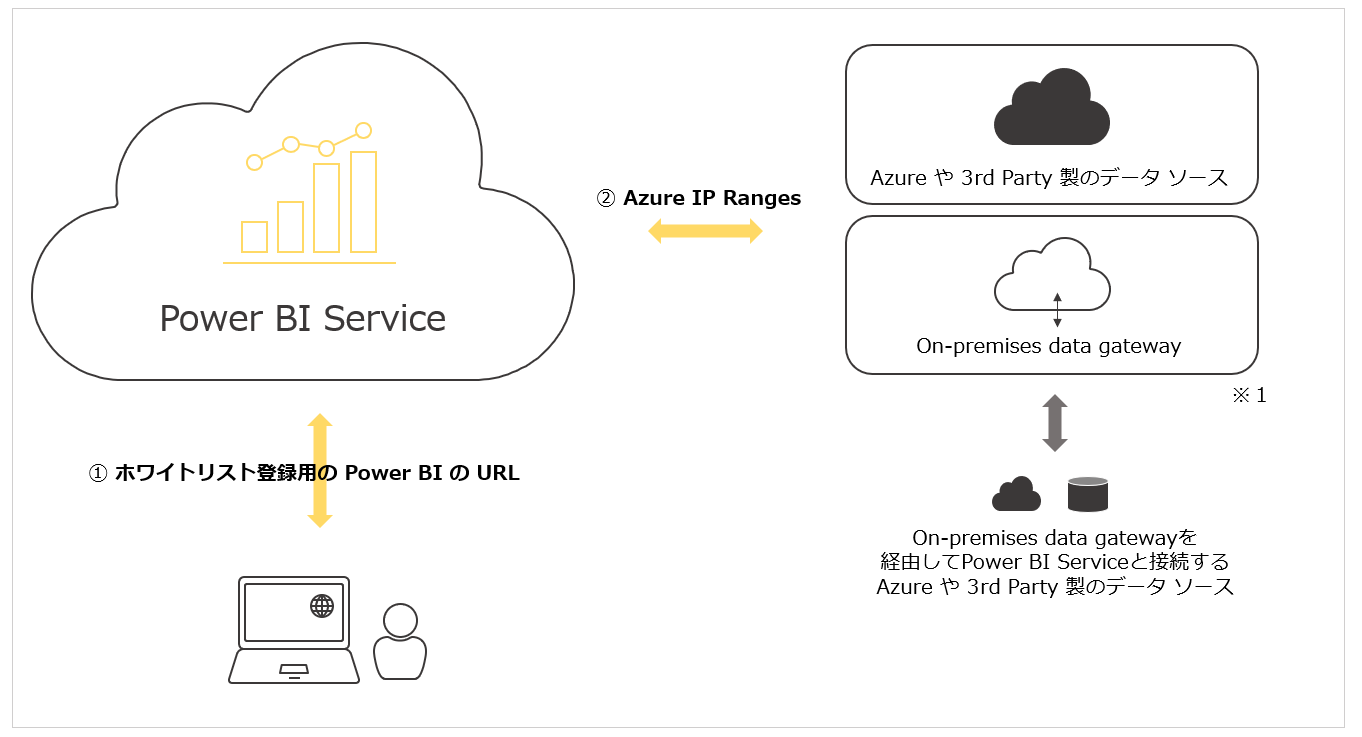 Power BI Service
② Azure IP Ranges
Azure や 3rd Party 製のデータ ソース
On-premises data gateway
※1
① ホワイトリスト登録用の Power BI の URL
On-premises data gatewayを
経由してPower BI Serviceと接続する
Azure や 3rd Party 製のデータ ソース